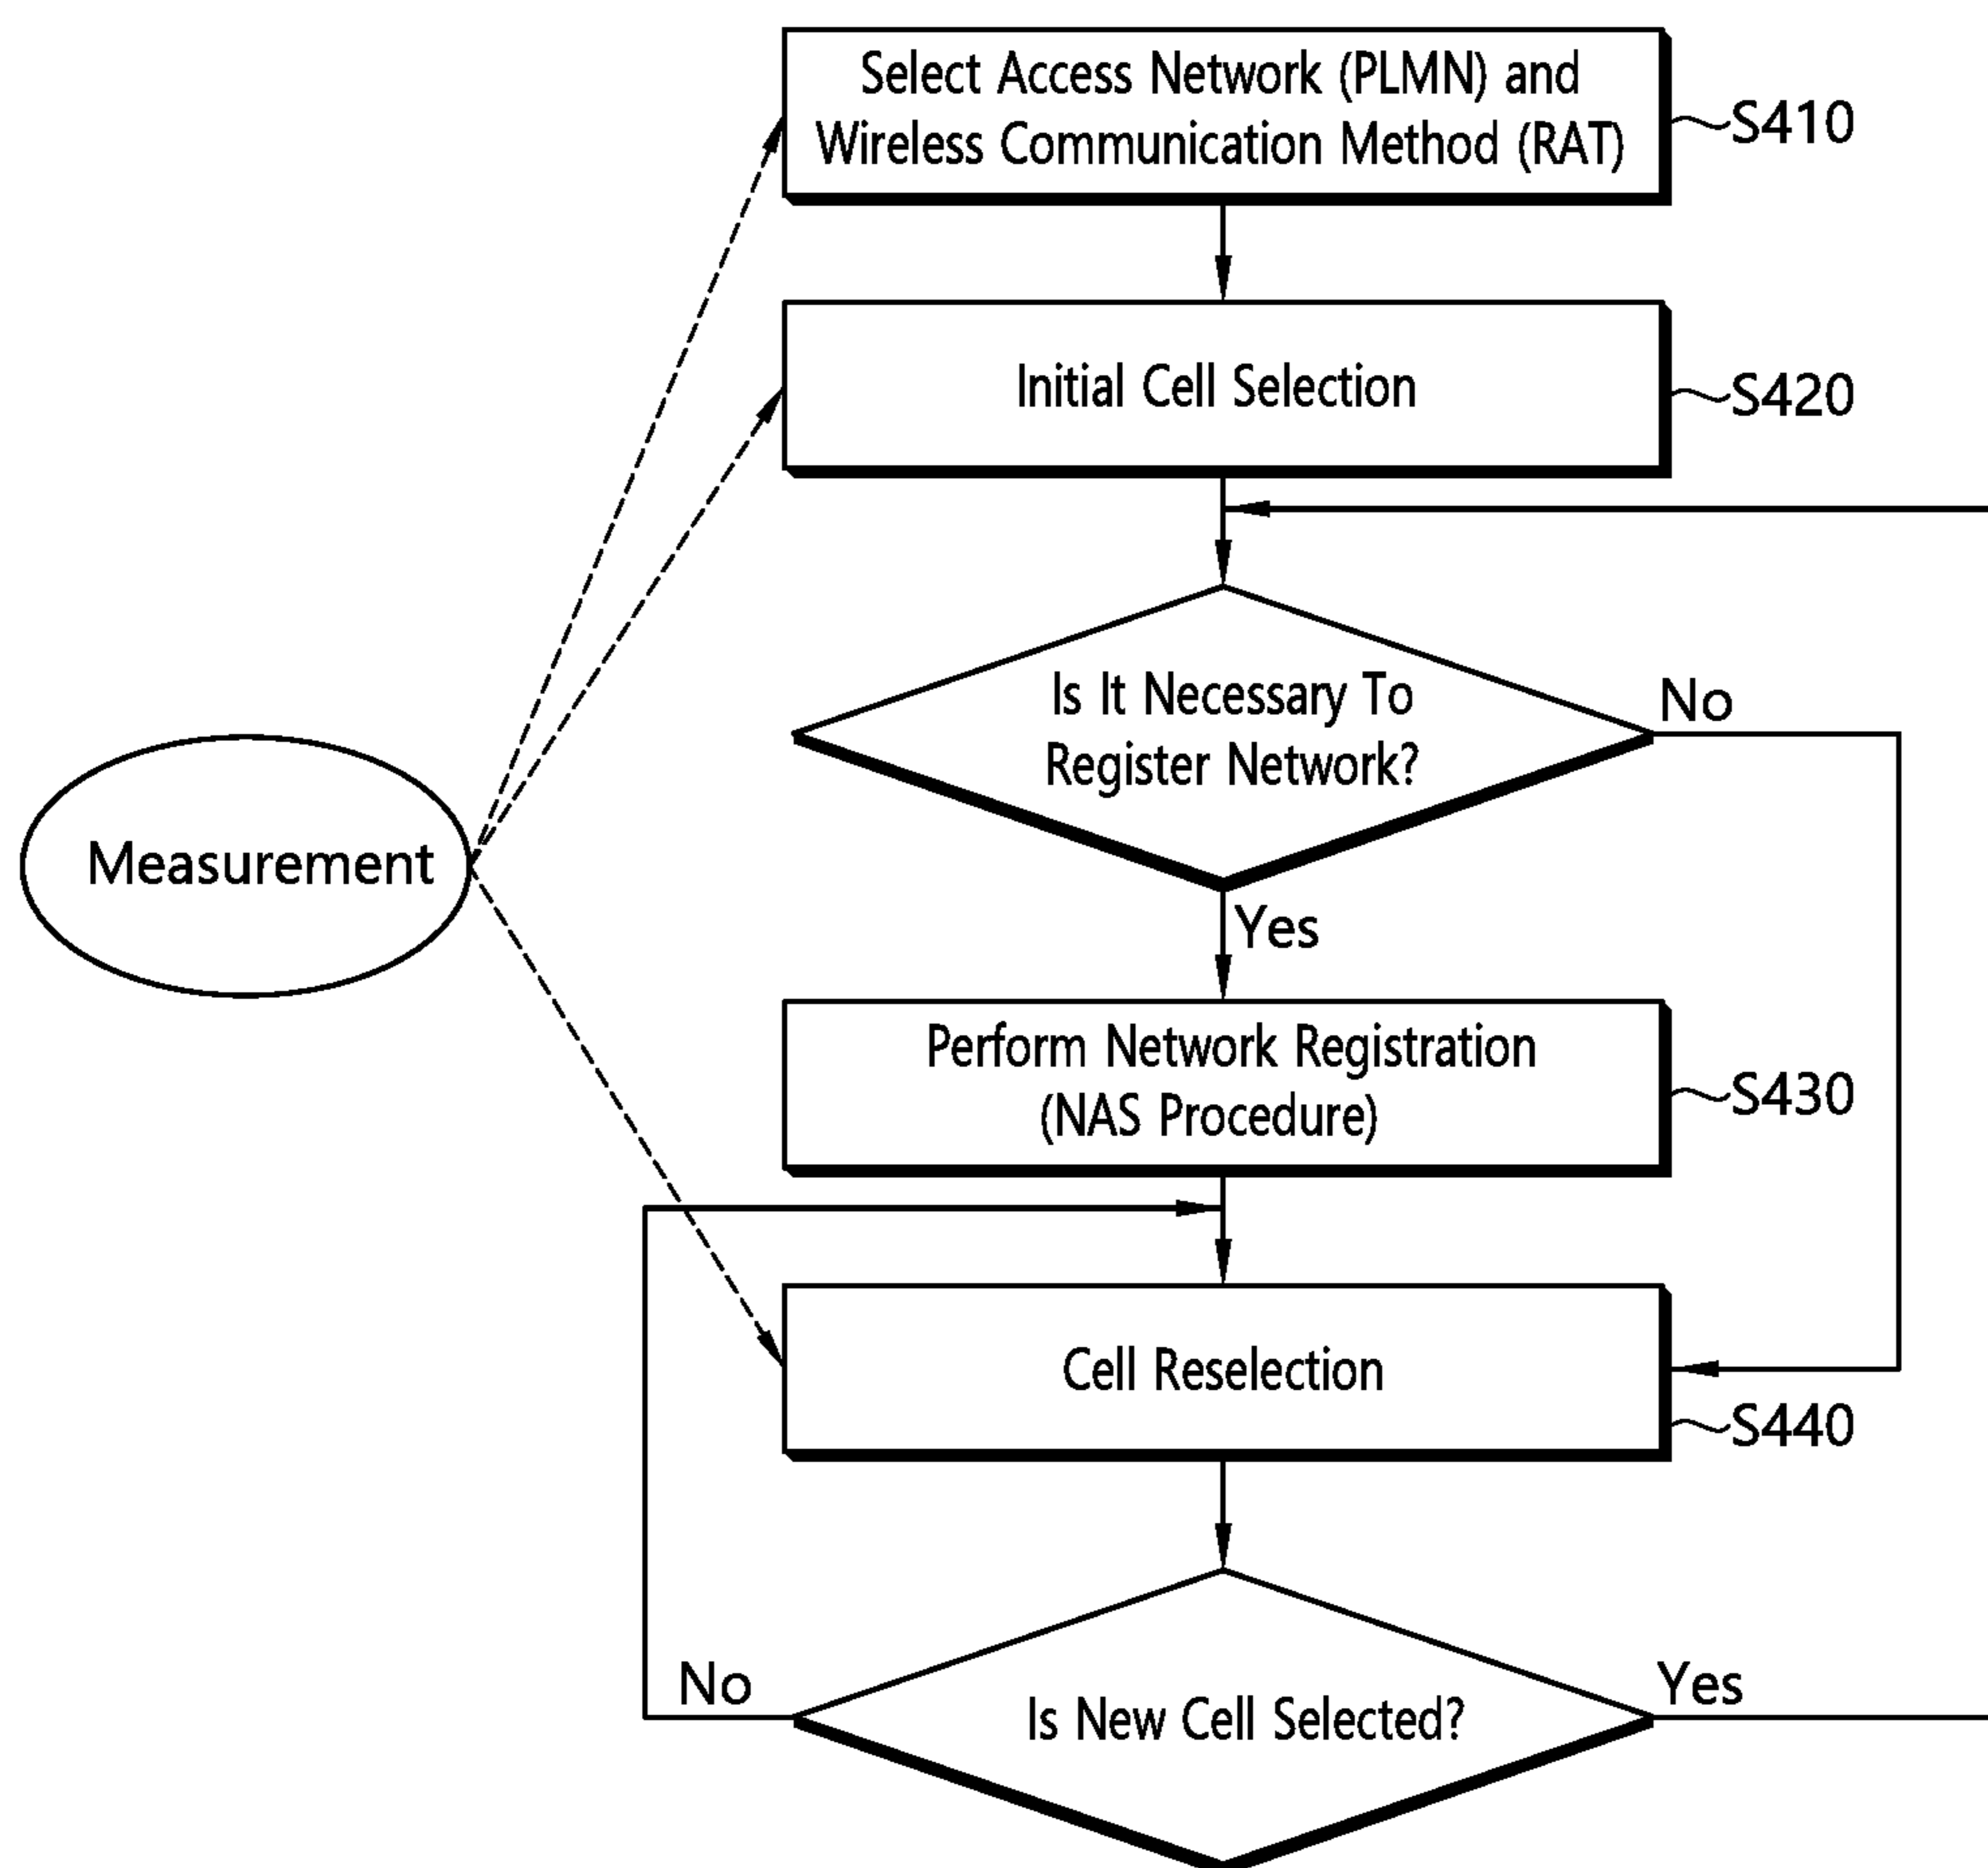 Select Access Network (PLMN) and
Wireless Communication Method (RAT)
S410
Initial Cell Selection
S420
Is It Necessary To
Register Network?
No
Measurement
Yes
Perform Network Registration
(NAS Procedure)
S430
Cell Reselection
S440
No
Is New Cell Selected?
Yes